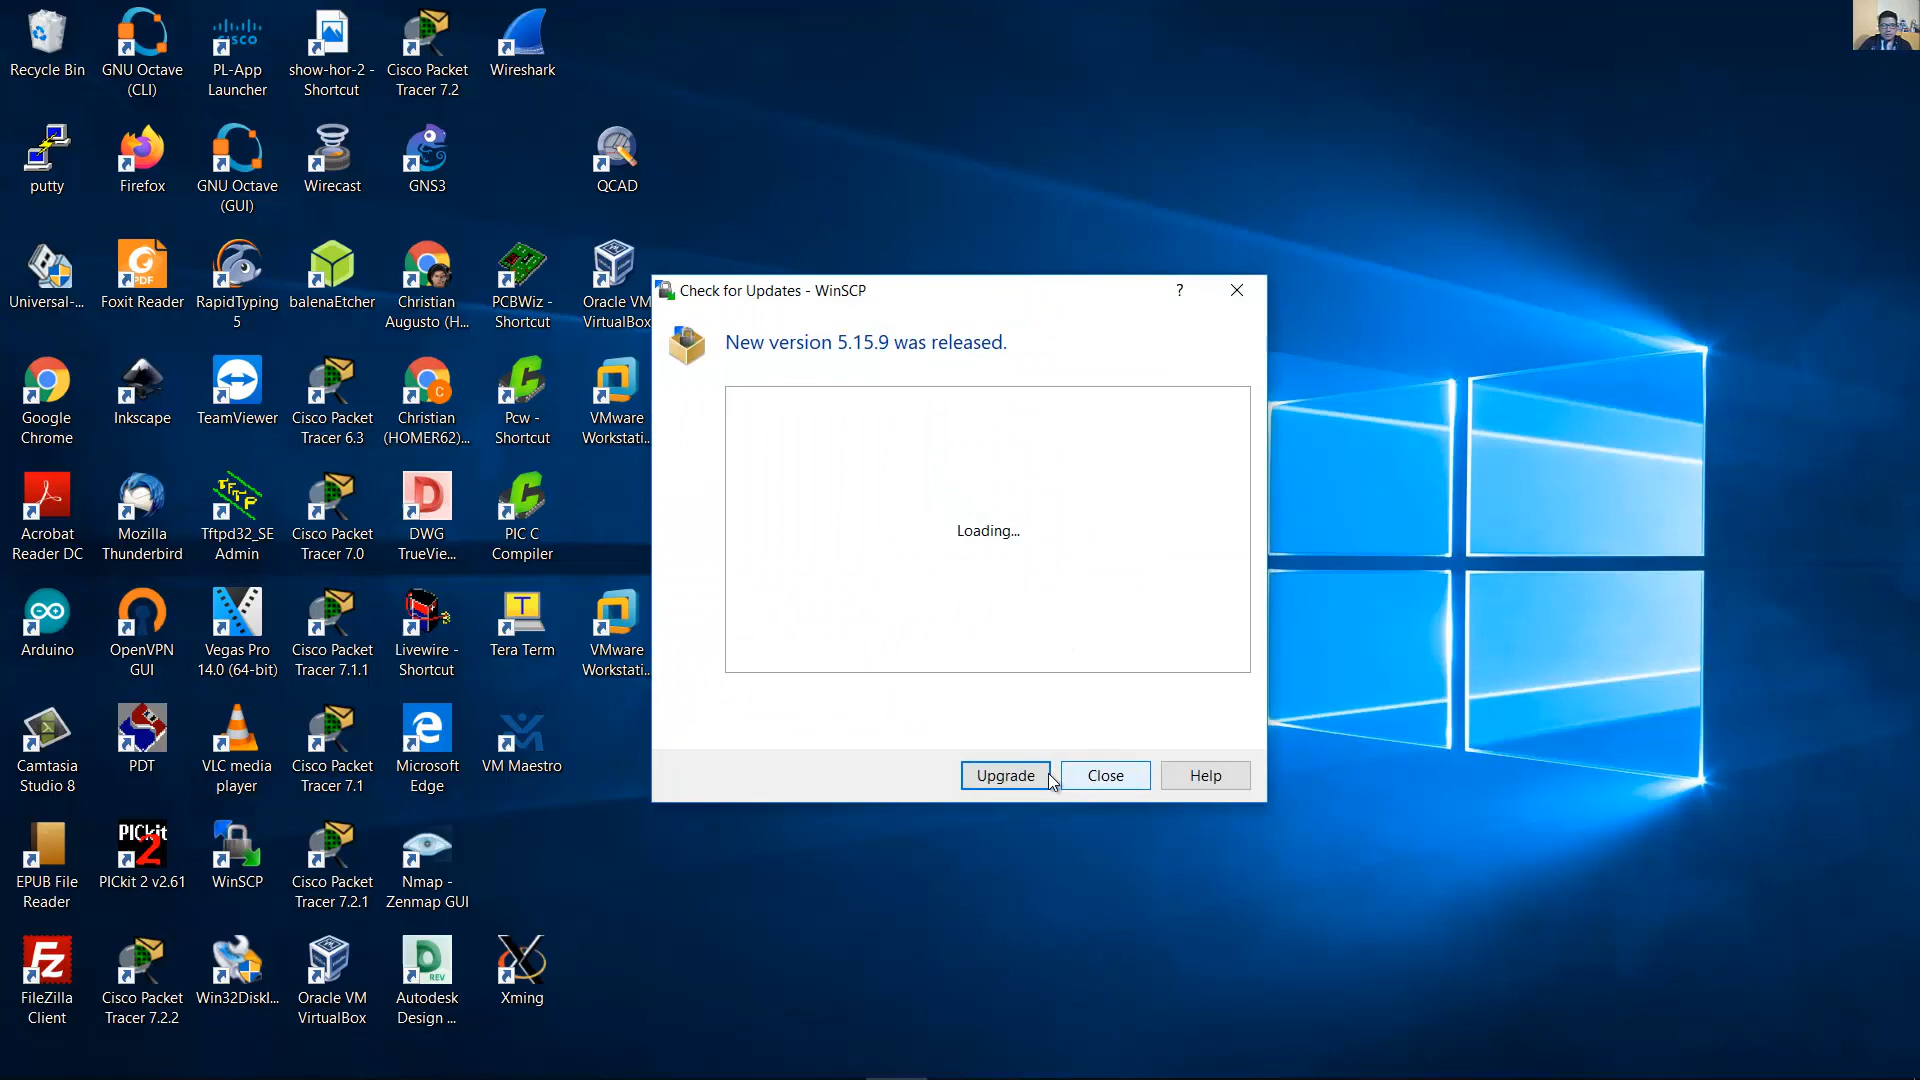 Recycle Bin
GNU Octave
(CLI)
CISCO
PL-App
Launcher
show-hor-2 -
Shortcut
Cisco Packet
Tracer 7.2
Wireshark
putty
Firefox
GNU Octave
(GUI)
Wirecast
GNS3
QCAD
Universal-...
PDF
Foxit Reader
RapidTyping
5
balenaEtcher
Christian
Augusto (H...
PCBWiz -
Shortcut
Oracle VM
VirtualBox
Google
Chrome
Inkscape
TeamViewer
Cisco Packet
Tracer 6.3
C
Christian
(HOMER62)...
Pcw -
Shortcut
VMware
Workstati...
Acrobat
Reader DC
Mozilla
Thunderbird
TFTP
Tftpd32_SE
Admin
Cisco Packet
Tracer 7.0
D
DWG
TrueVie...
PIC C
Compiler
Arduino
OpenVPN
GUI
Vegas Pro
14.0 (64-bit)
Cisco Packet
Tracer 7.1.1
Livewire -
Shortcut
T
Tera Term
VMware
Workstati...
Camtasia
Studio 8
PDT
VLC media
player
Cisco Packet
Tracer 7.1
Microsoft
Edge
VM Maestro
EPUB File
Reader
PICkit
2
PICkit 2 v2.61
WinSCP
Cisco Packet
Tracer 7.2.1
Nmap -
Zenmap GUI
Fz
FileZilla
Client
Cisco Packet
Tracer 7.2.2
Win32DiskI...
Oracle VM
VirtualBox
D
REV
Autodesk
Design ...
X
Xming
Check for Updates - WinSCP
?
New version 5.15.9 was released.
Loading...
Upgrade
Close
Help